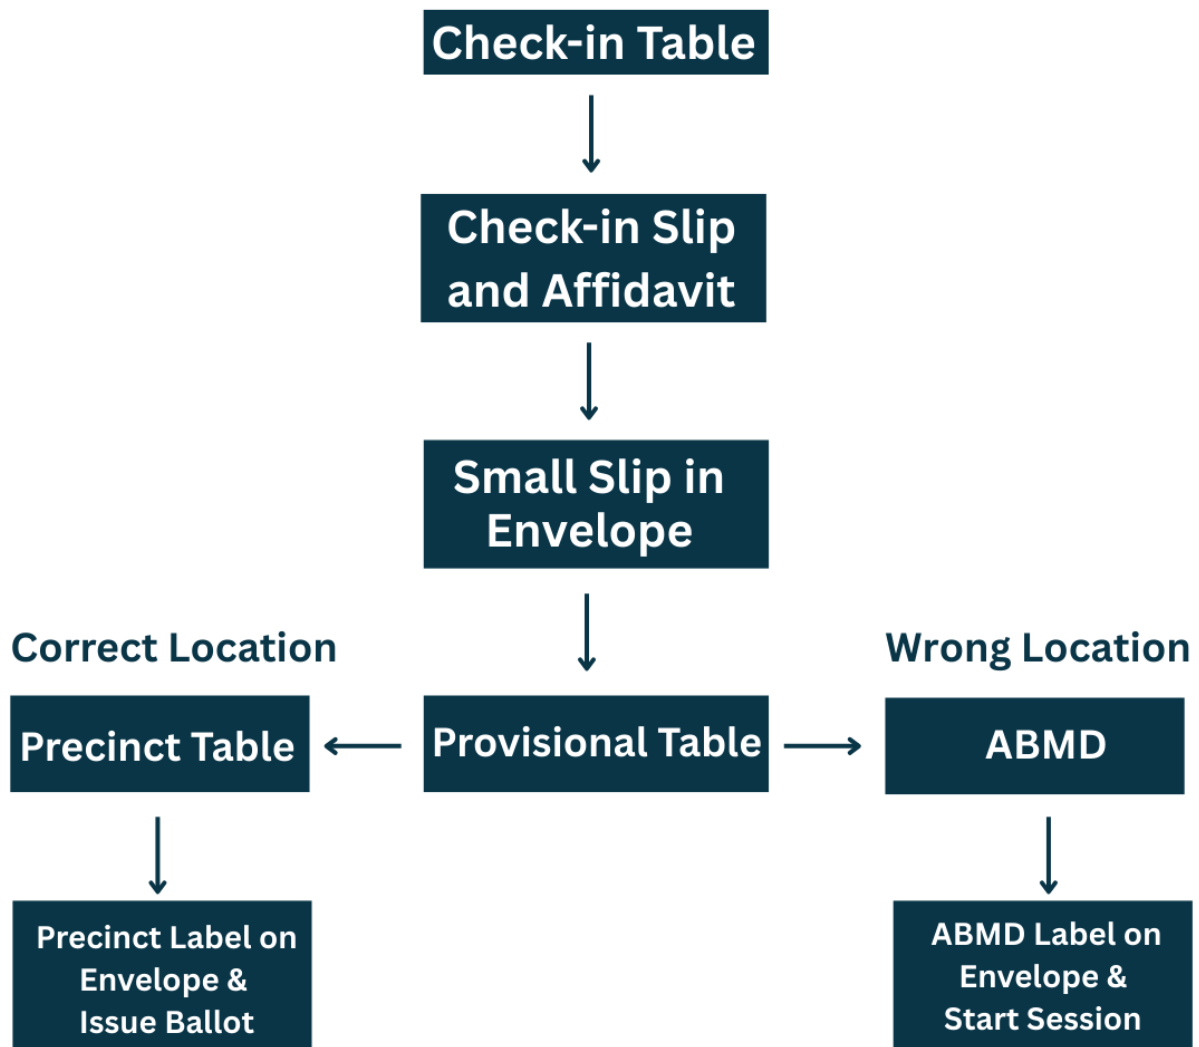 Check-in Table
Check-in Slip
and Affidavit
Small Slip in
Envelope
Correct Location
Wrong Location
Precinct Table
Provisional Table
ABMD
Precinct Label on
Envelope &
Issue Ballot
ABMD Label on
Envelope &
Start Session